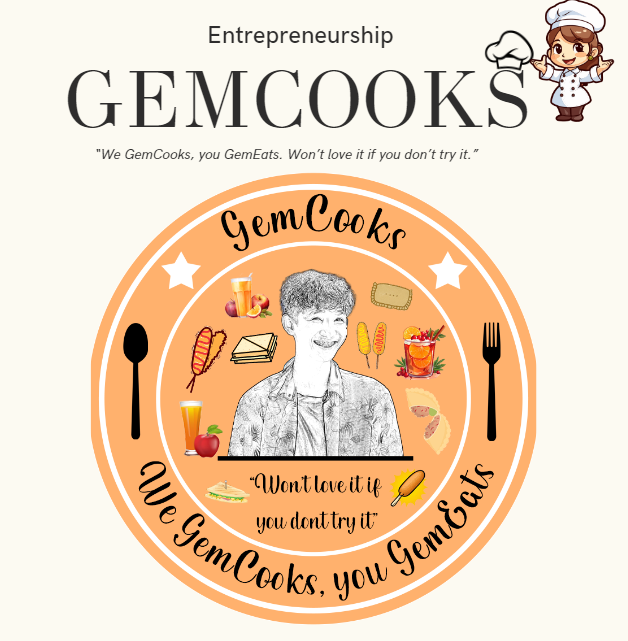 Entrepreneurship
GEMCOOKS
"We GemCooks, you GemEats. Won't love it if you don't try it."
GemCooks
"Won't love it if
you dont try it"
We GemCooks, you GemEats